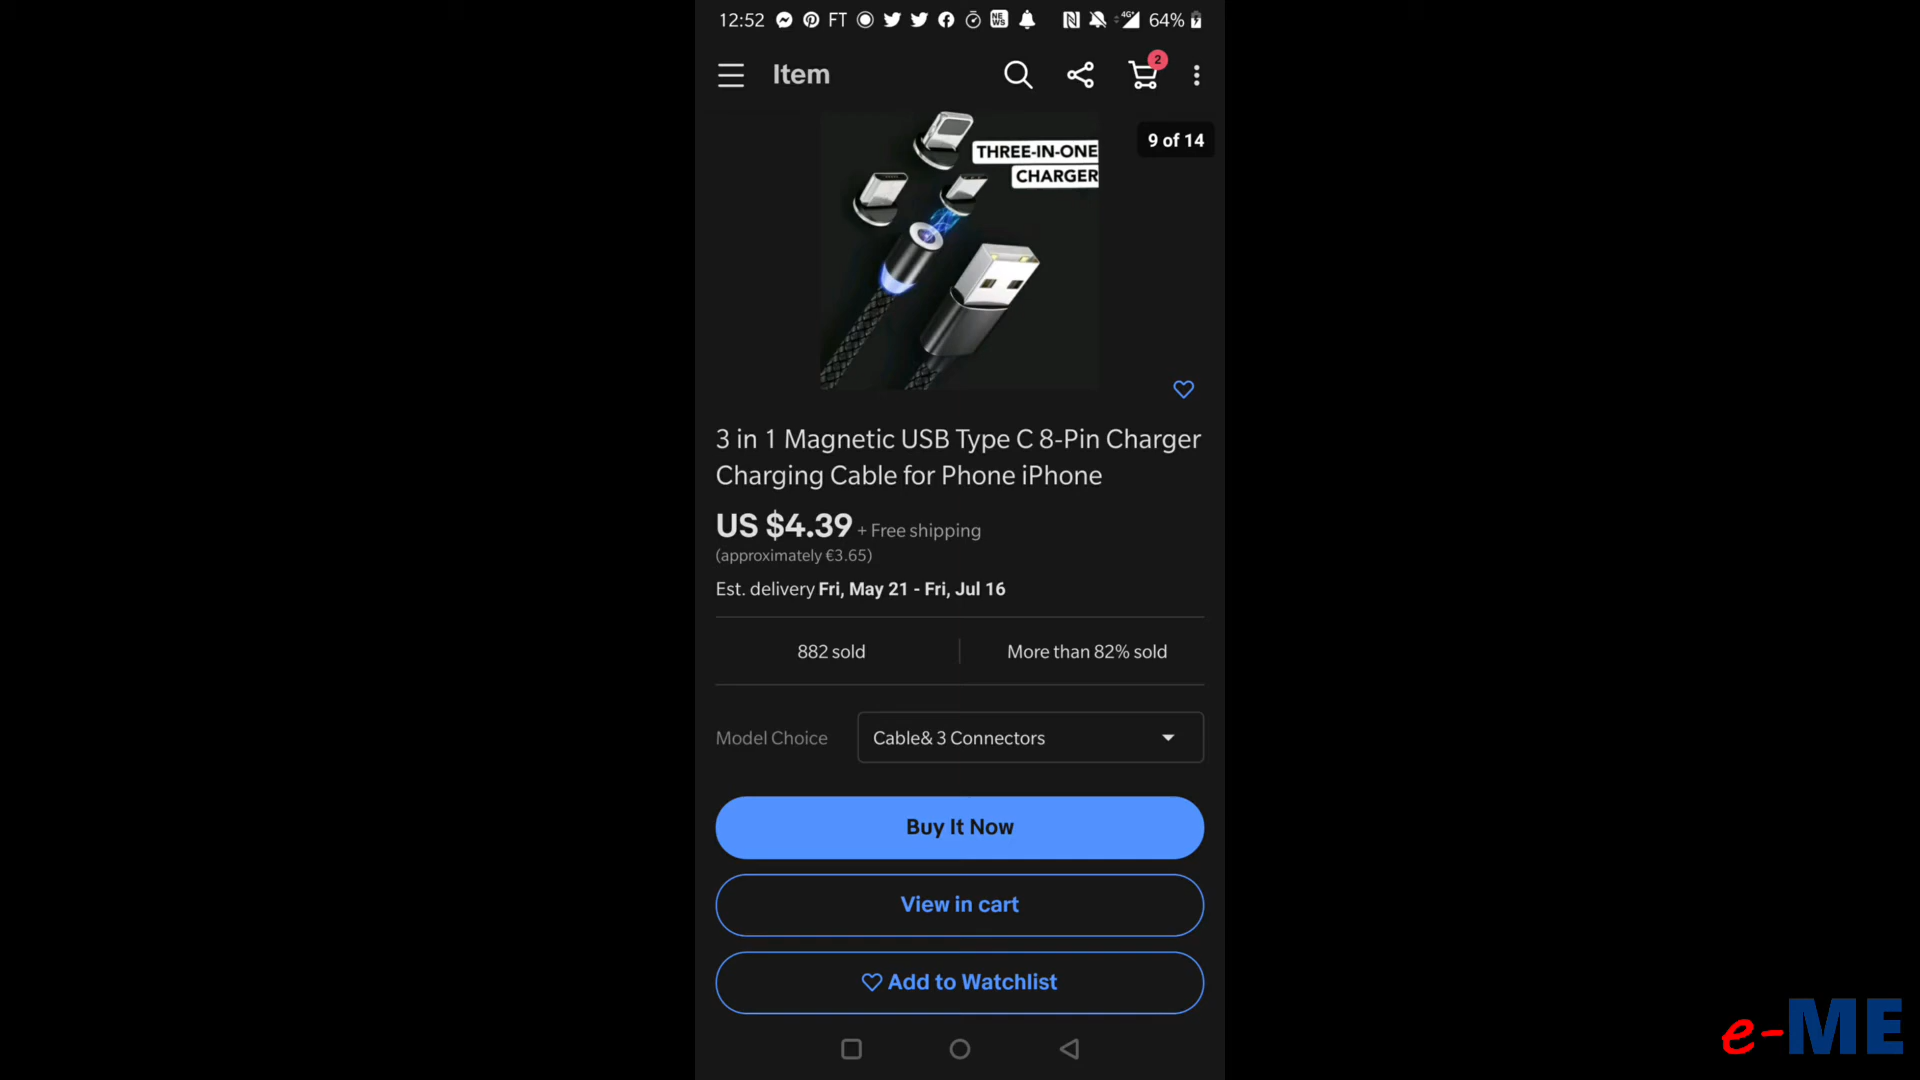 12:52 FT NEWS 4G+ 64%
Item
2
9 of 14
THREE-IN-ONE
CHARGER
3 in 1 Magnetic USB Type C 8-Pin Charger
Charging Cable for Phone iPhone
US $4.39 + Free shipping
(approximately €3.65)
Est. delivery Fri, May 21 - Fri, Jul 16
882 sold
More than 82% sold
Model Choice
Cable& 3 Connectors
Buy It Now
View in cart
Add to Watchlist
e-ME